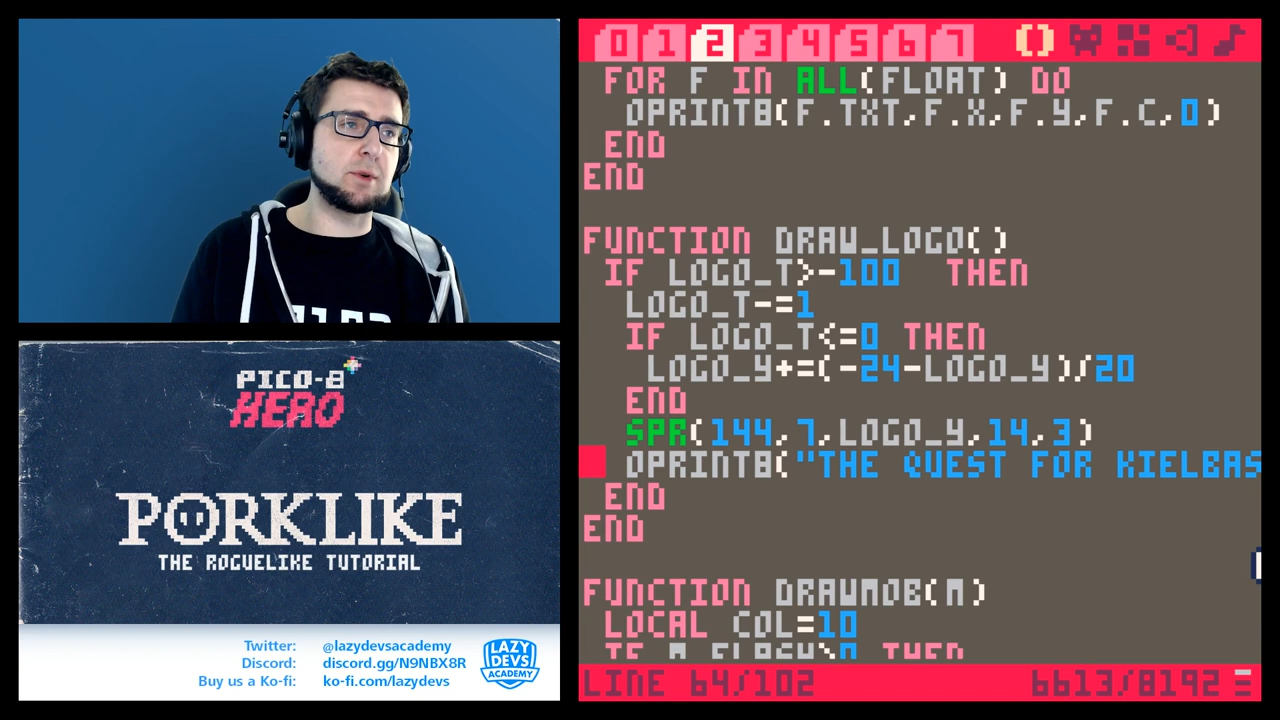 PICO-8
HERO
PORKLIKE
THE ROGUELIKE TUTORIAL
Twitter: @lazydevsacademy
Discord: discord.gg/N9NBX8R
Buy us a Ko-fi: ko-fi.com/lazydevs
LAZY
DEVS
ACADEMY
0 1 2 3 4 5 6 7 ()
FOR F IN ALL(FLOAT) DO
OPRINT8(F.TXT,F.X,F.Y,F.C,0)
END
END
FUNCTION DRAW_LOGO()
IF LOGO_T>-100 THEN
LOGO_T-=1
IF LOGO_T<=0 THEN
LOGO_Y+=(-24-LOGO_Y)/20
END
SPR(144,7,LOGO_Y,14,3)
OPRINT8("THE QUEST FOR KIELBAS
END
END
FUNCTION DRAWMOB(M)
LOCAL COL=10
THEN
LINE 64/102
6613/8192